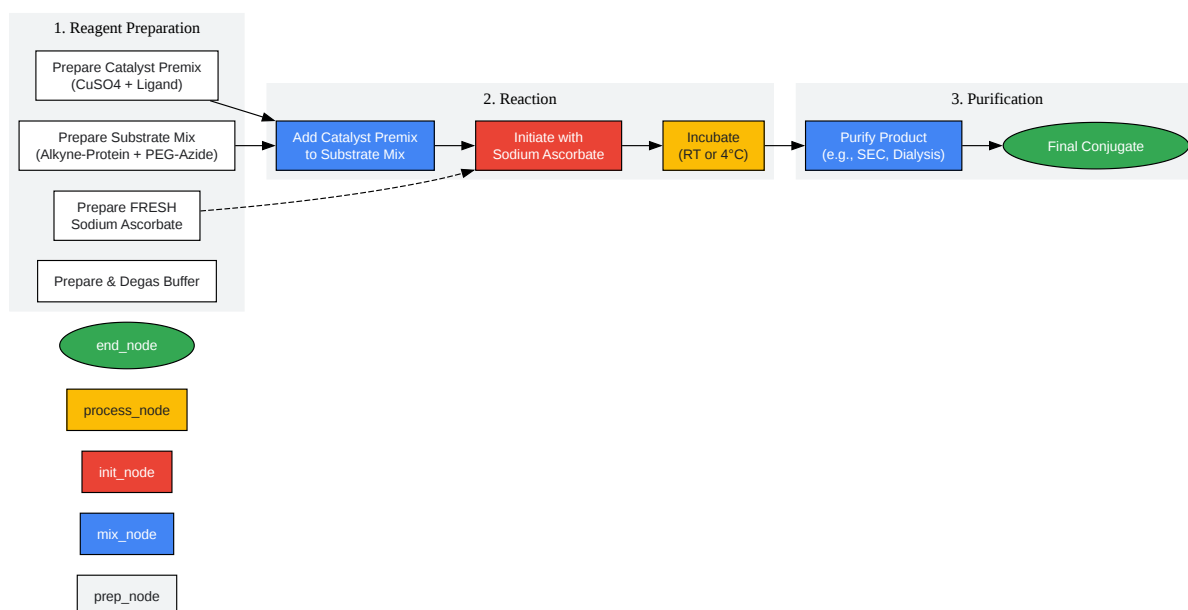 1. Reagent Preparation
Prepare Catalyst Premix
(CuSO4 + Ligand)
Prepare Substrate Mix
(Alkyne-Protein + PEG-Azide)
Prepare FRESH
Sodium Ascorbate
Prepare & Degas Buffer
2. Reaction
Add Catalyst Premix
to Substrate Mix
Initiate with
Sodium Ascorbate
Incubate
(RT or 4°C)
3. Purification
Purify Product
(e.g., SEC, Dialysis)
Final Conjugate
end_node
process_node
init_node
mix_node
prep_node